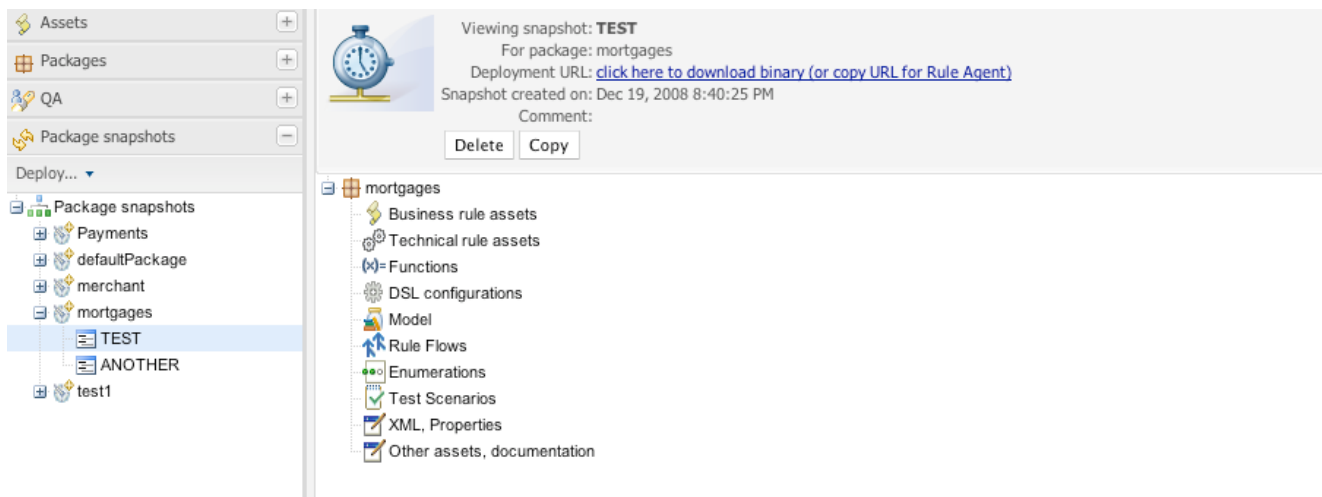 Assets
Packages
QA
Package snapshots
Deploy...
Package snapshots
Payments
defaultPackage
merchant
mortgages
TEST
ANOTHER
test1
Viewing snapshot: TEST
For package: mortgages
Deployment URL: click here to download binary (or copy URL for Rule Agent)
Snapshot created on: Dec 19, 2008 8:40:25 PM
Comment:
Delete Copy
mortgages
Business rule assets
Technical rule assets
(x)= Functions
DSL configurations
Model
Rule Flows
Enumerations
Test Scenarios
XML, Properties
Other assets, documentation